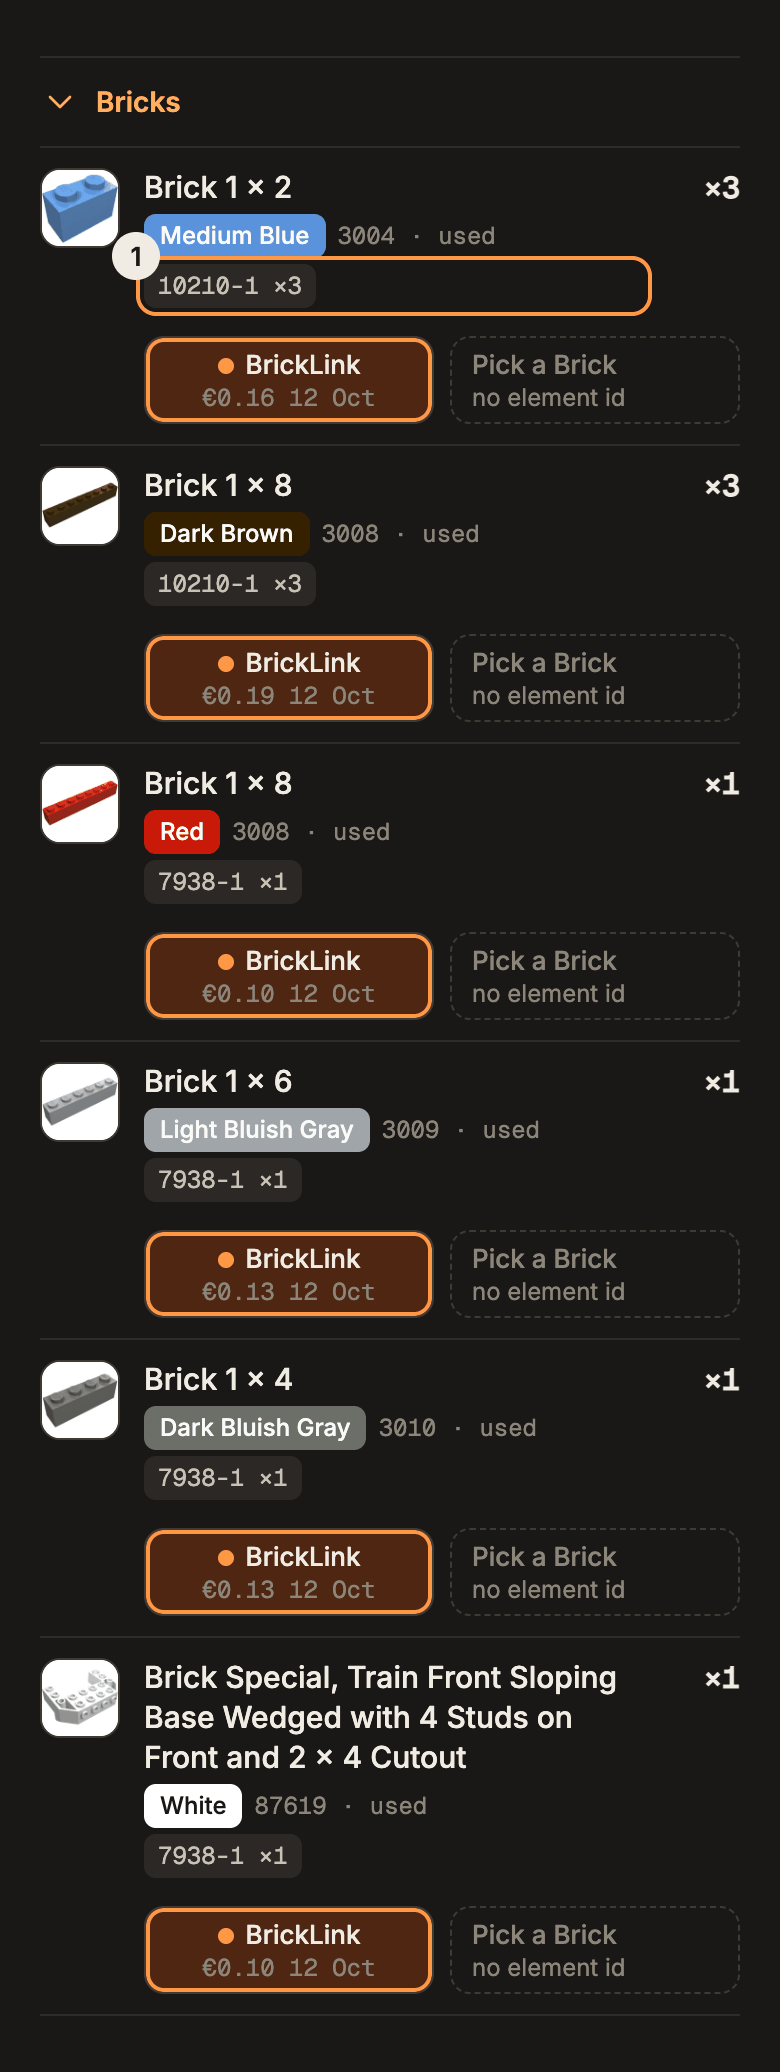 Bricks
Brick 1 × 2 ×3
Medium Blue 3004 · used
1
10210-1 ×3
BrickLink Pick a Brick
€0.16 12 Oct no element id
Brick 1 × 8 ×3
Dark Brown 3008 · used
10210-1 ×3
BrickLink Pick a Brick
€0.19 12 Oct no element id
Brick 1 × 8 ×1
Red 3008 · used
7938-1 ×1
BrickLink Pick a Brick
€0.10 12 Oct no element id
Brick 1 × 6 ×1
Light Bluish Gray 3009 · used
7938-1 ×1
BrickLink Pick a Brick
€0.13 12 Oct no element id
Brick 1 × 4 ×1
Dark Bluish Gray 3010 · used
7938-1 ×1
BrickLink Pick a Brick
€0.13 12 Oct no element id
Brick Special, Train Front Sloping ×1
Base Wedged with 4 Studs on
Front and 2 × 4 Cutout
White 87619 · used
7938-1 ×1
BrickLink Pick a Brick
€0.10 12 Oct no element id